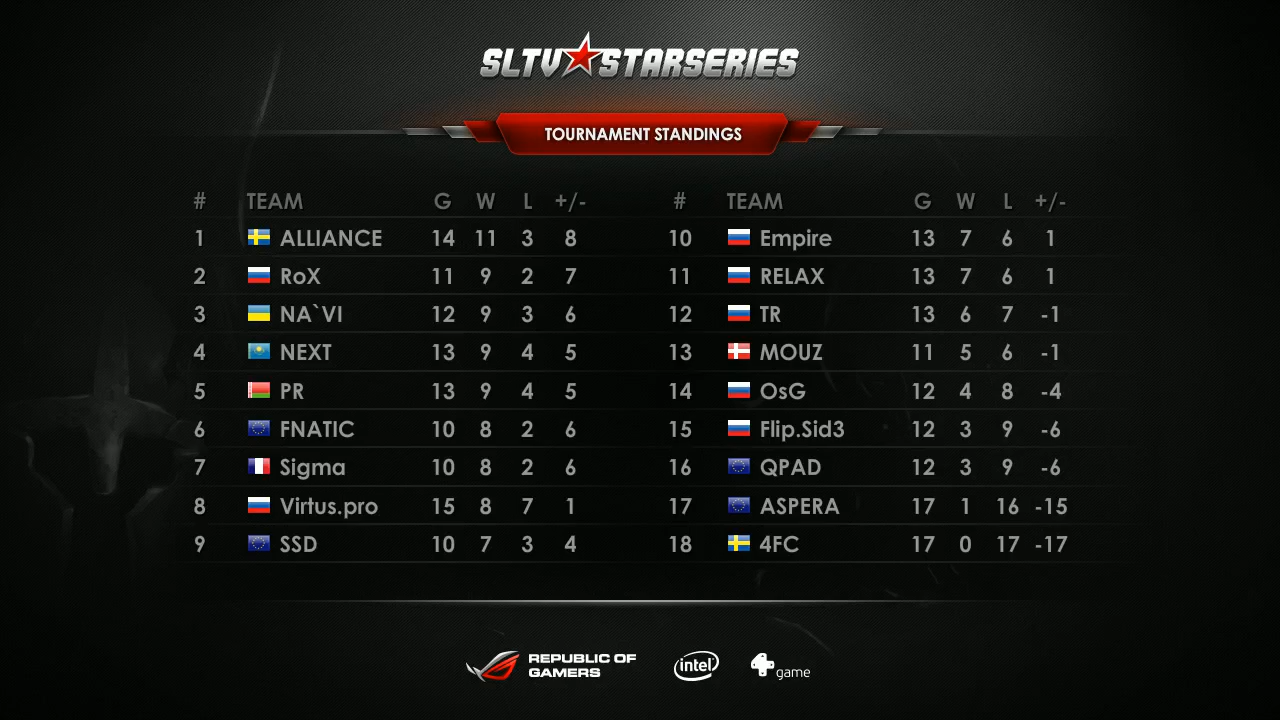 SLTV STARSERIES
TOURNAMENT STANDINGS
# TEAM G W L +/-
1 ALLIANCE 14 11 3 8
2 RoX 11 9 2 7
3 NA`VI 12 9 3 6
4 NEXT 13 9 4 5
5 PR 13 9 4 5
6 FNATIC 10 8 2 6
7 Sigma 10 8 2 6
8 Virtus.pro 15 8 7 1
9 SSD 10 7 3 4
# TEAM G W L +/-
10 Empire 13 7 6 1
11 RELAX 13 7 6 1
12 TR 13 6 7 -1
13 MOUZ 11 5 6 -1
14 OsG 12 4 8 -4
15 Flip.Sid3 12 3 9 -6
16 QPAD 12 3 9 -6
17 ASPERA 17 1 16 -15
18 4FC 17 0 17 -17
REPUBLIC OF
GAMERS
intel
game